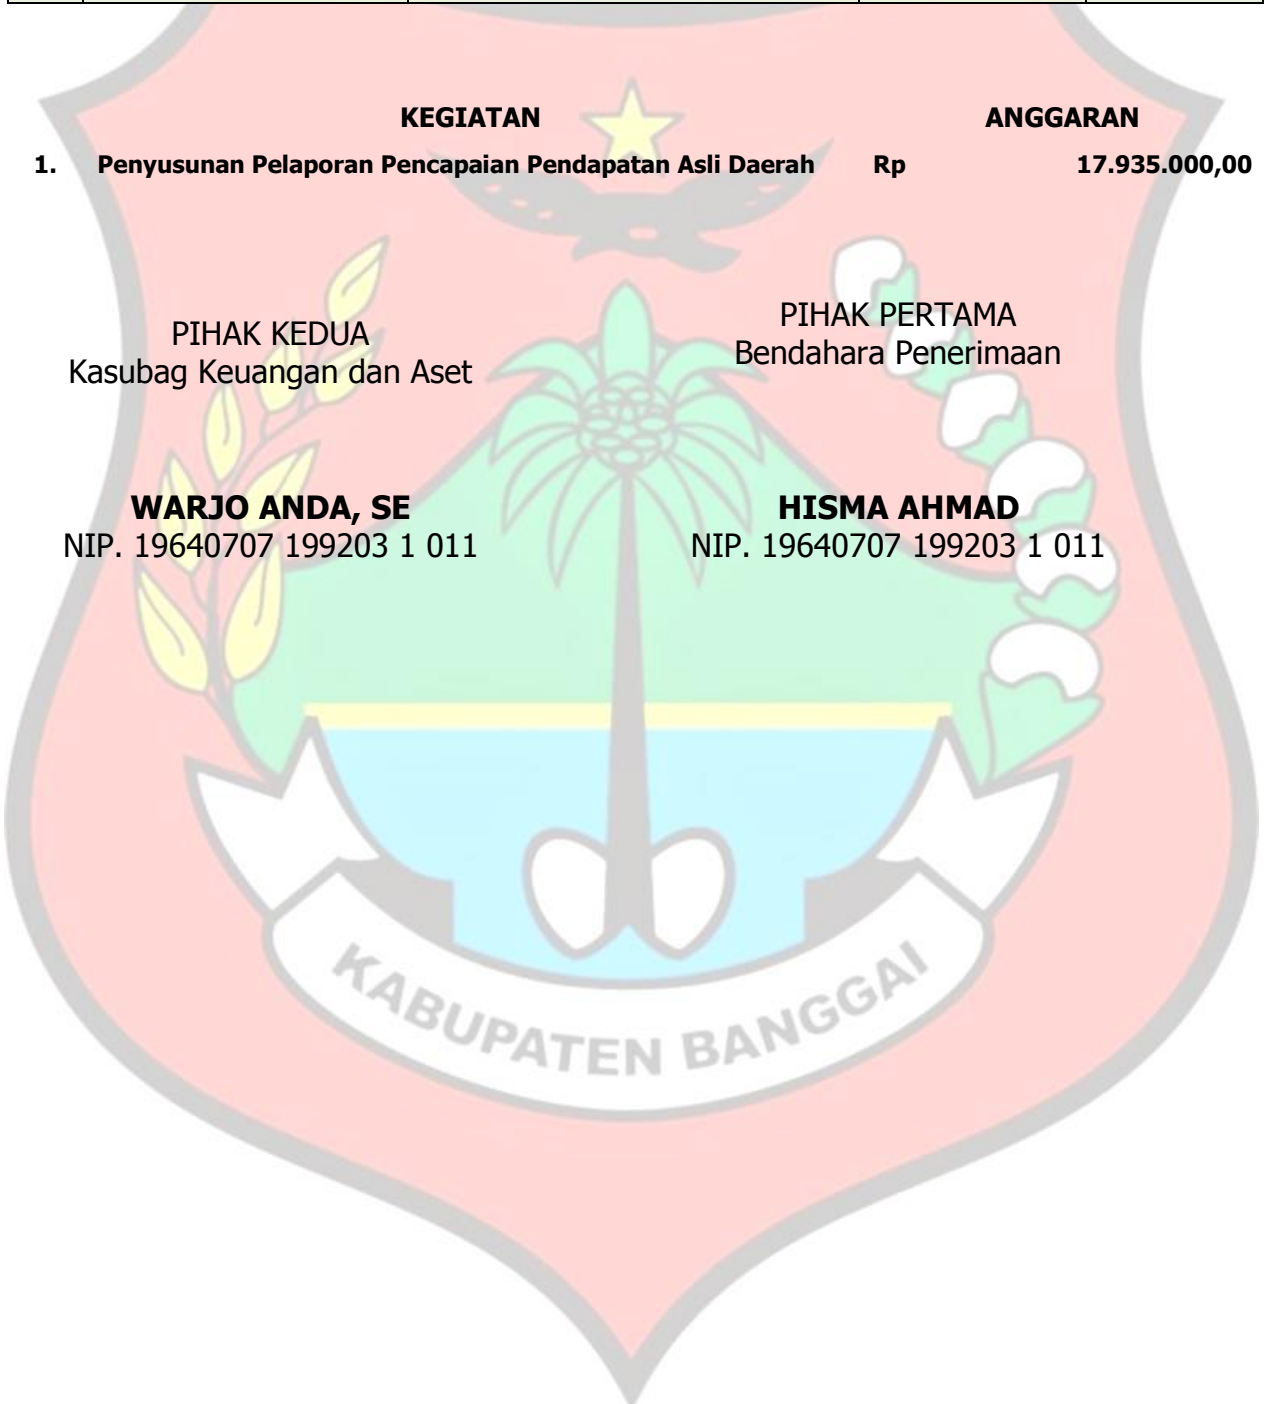 KEGIATAN ANGGARAN
1. Penyusunan Pelaporan Pencapaian Pendapatan Asli Daerah Rp 17.935.000,00
PIHAK KEDUA
Kasubag Keuangan dan Aset
PIHAK PERTAMA
Bendahara Penerimaan
WARJO ANDA, SE
NIP. 19640707 199203 1 011
HISMA AHMAD
NIP. 19640707 199203 1 011
KABUPATEN BANGGAI